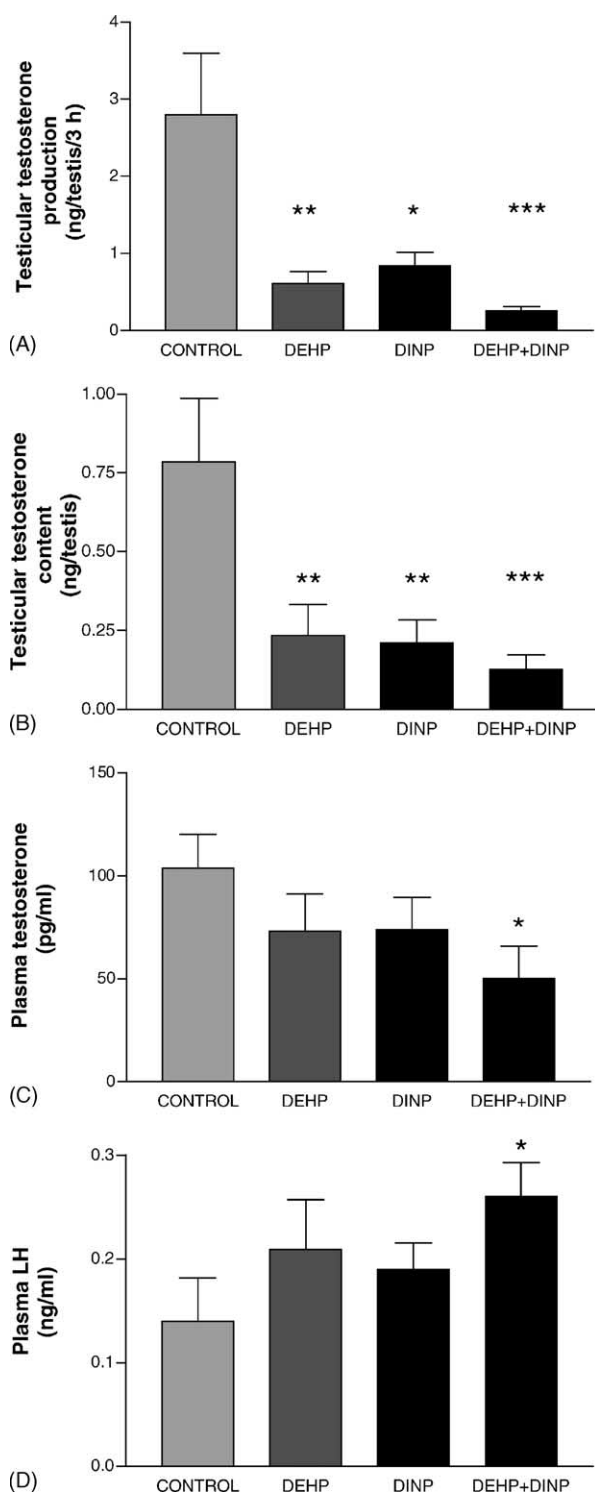 Testicular testosterone
production
(ng/testis/3 h)
4
3
2
1
0
**
*
***
(A)
CONTROL
DEHP
DINP
DEHP+DINP
Testicular testosterone
content
(ng/testis)
1.00
0.75
0.50
0.25
0.00
**
**
***
(B)
CONTROL
DEHP
DINP
DEHP+DINP
Plasma testosterone
(pg/ml)
150
100
50
0
*
(C)
CONTROL
DEHP
DINP
DEHP+DINP
Plasma LH
(ng/ml)
0.3
0.2
0.1
0.0
*
(D)
CONTROL
DEHP
DINP
DEHP+DINP